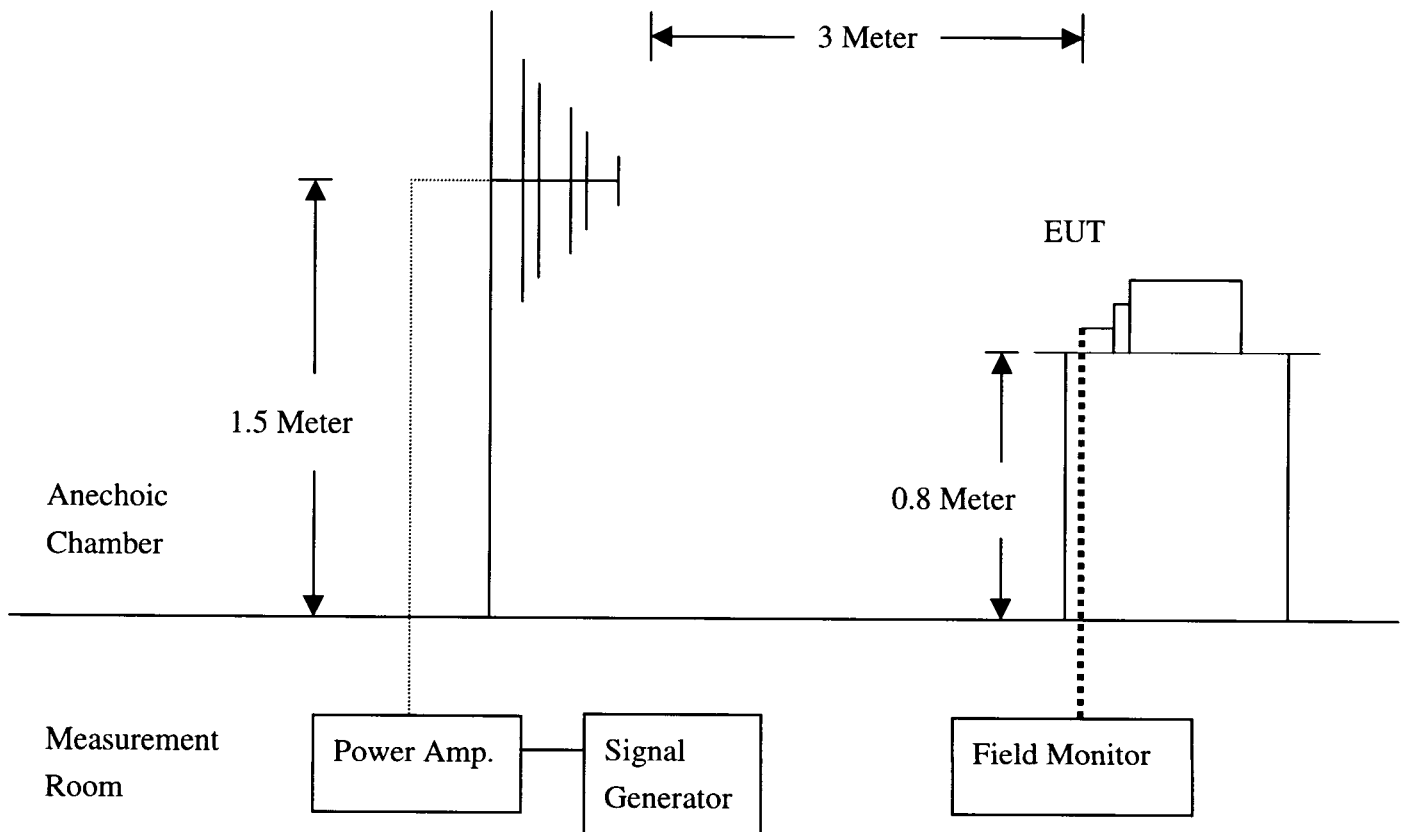 3 Meter
EUT
1.5 Meter
0.8 Meter
Anechoic
Chamber
Measurement
Room
Power Amp.
Signal
Generator
Field Monitor